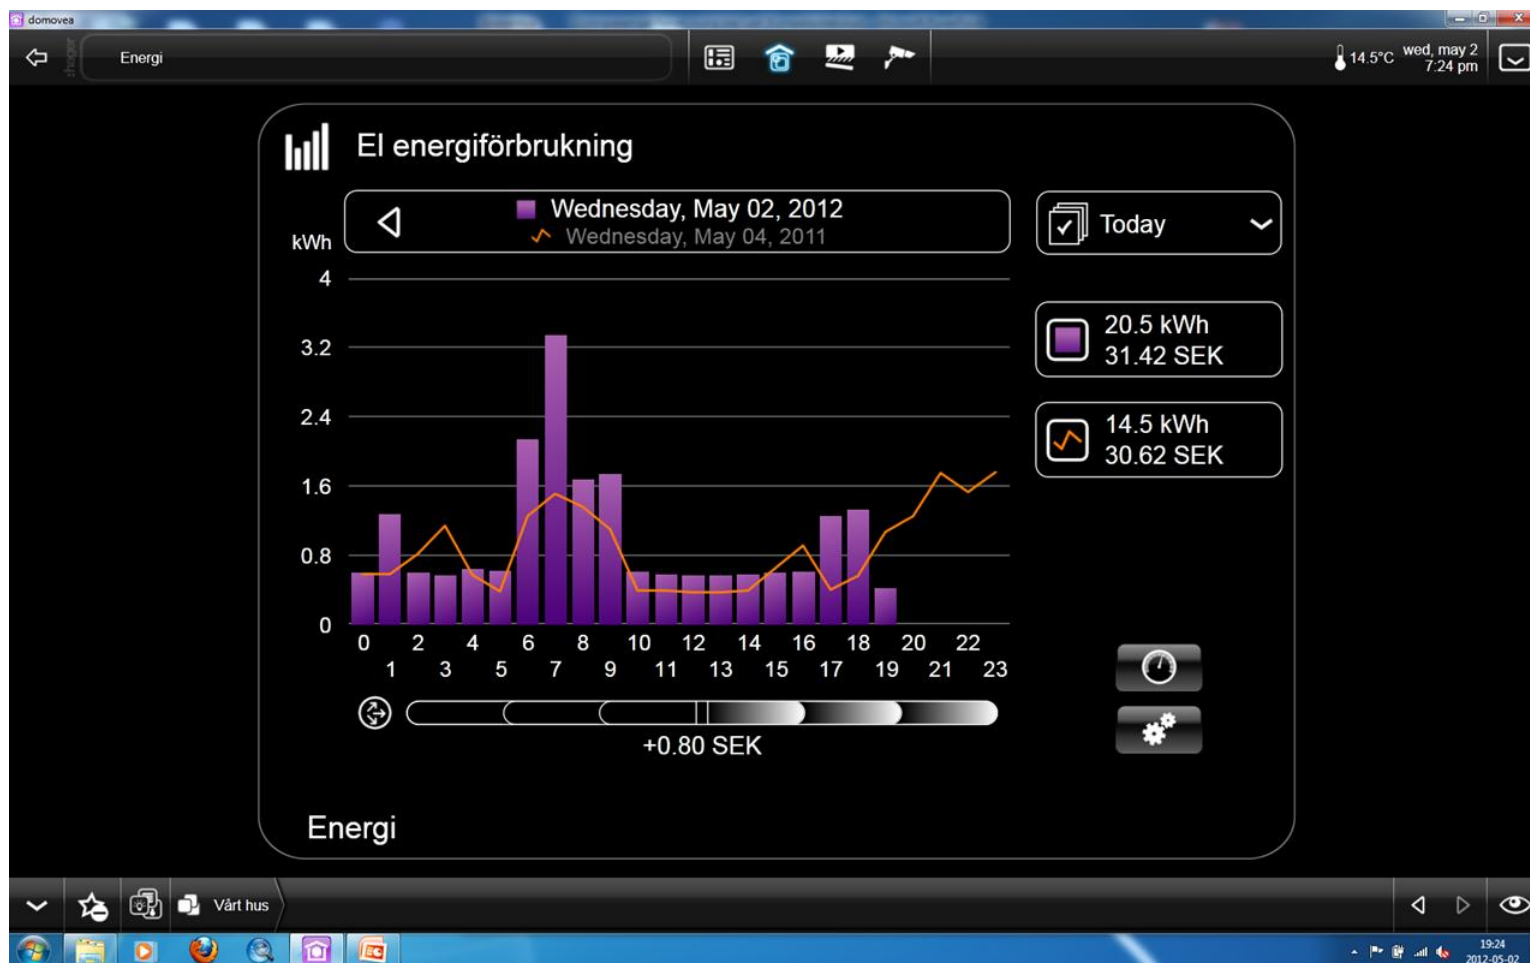 domovea
:hager
Energi
14.5°C
wed, may 2
7:24 pm
El energiförbrukning
Wednesday, May 02, 2012
Wednesday, May 04, 2011
Today
kWh
4
3.2
2.4
1.6
0.8
0
20.5 kWh
31.42 SEK
14.5 kWh
30.62 SEK
0 2 4 6 8 10 12 14 16 18 20 22
1 3 5 7 9 11 13 15 17 19 21 23
+0.80 SEK
Energi
Vårt hus
19:24
2012-05-02